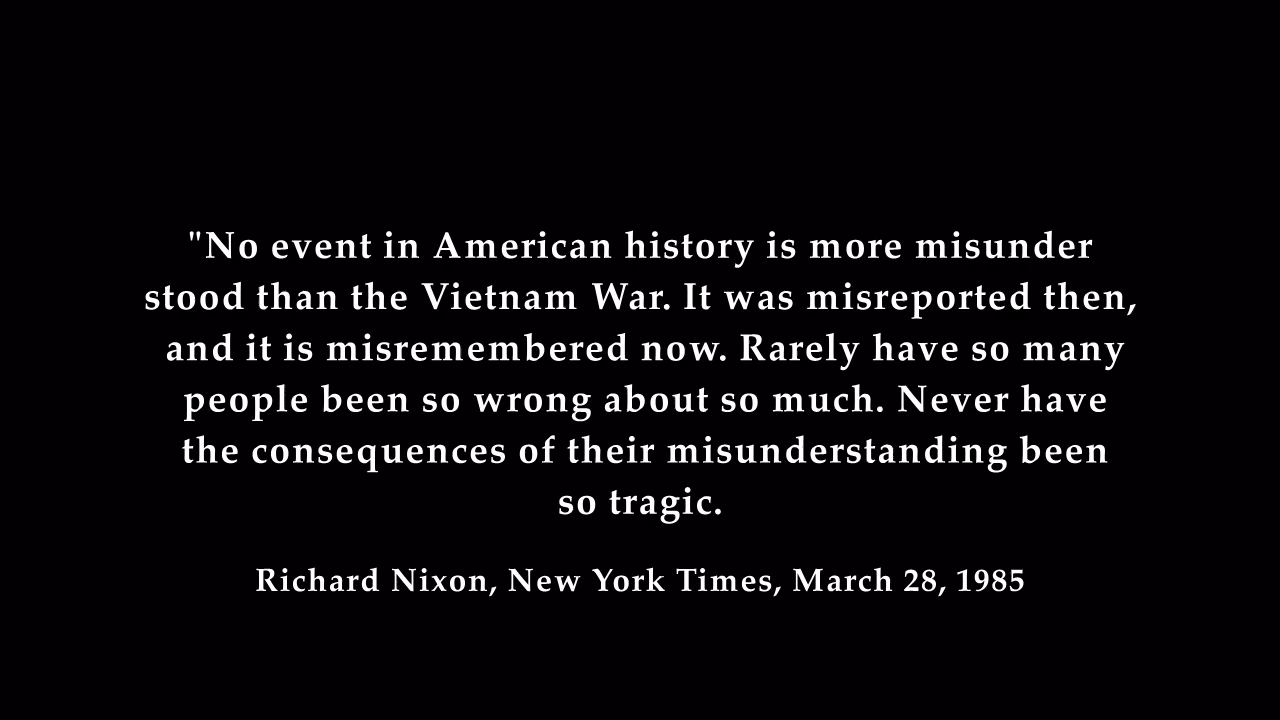 "No event in American history is more misunder
stood than the Vietnam War. It was misreported then,
and it is misremembered now. Rarely have so many
people been so wrong about so much. Never have
the consequences of their misunderstanding been
so tragic.
Richard Nixon, New York Times, March 28, 1985